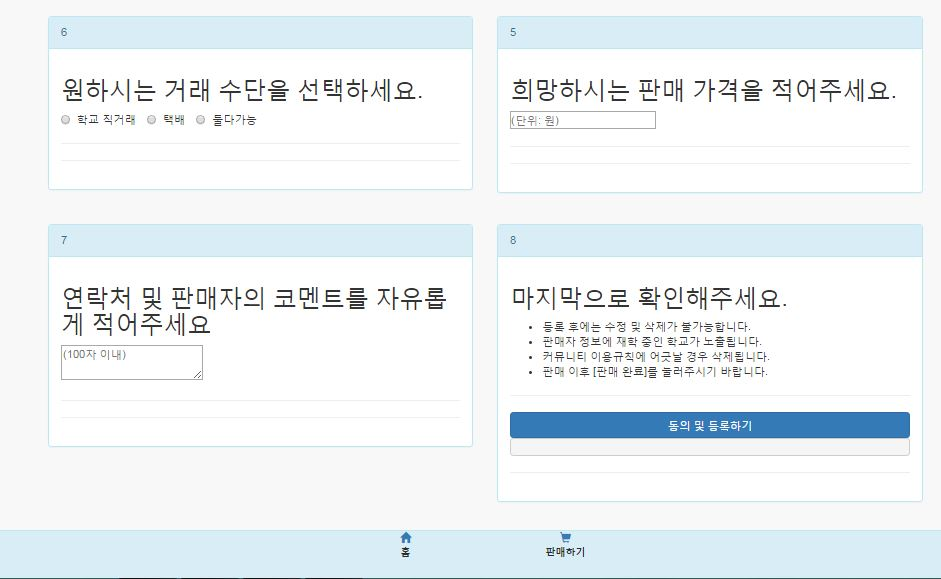 6
원하시는 거래 수단을 선택하세요.
학교 직거래 택배 둘다가능
5
희망하시는 판매 가격을 적어주세요.
(단위: 원)
7
연락처 및 판매자의 코멘트를 자유롭
게 적어주세요
(100자 이내)
8
마지막으로 확인해주세요.
등록 후에는 수정 및 삭제가 불가능합니다.
판매자 정보에 재학 중인 학교가 노출됩니다.
커뮤니티 이용규칙에 어긋날 경우 삭제됩니다.
판매 이후 [판매 완료]를 눌러주시기 바랍니다.
동의 및 등록하기
홈
판매하기